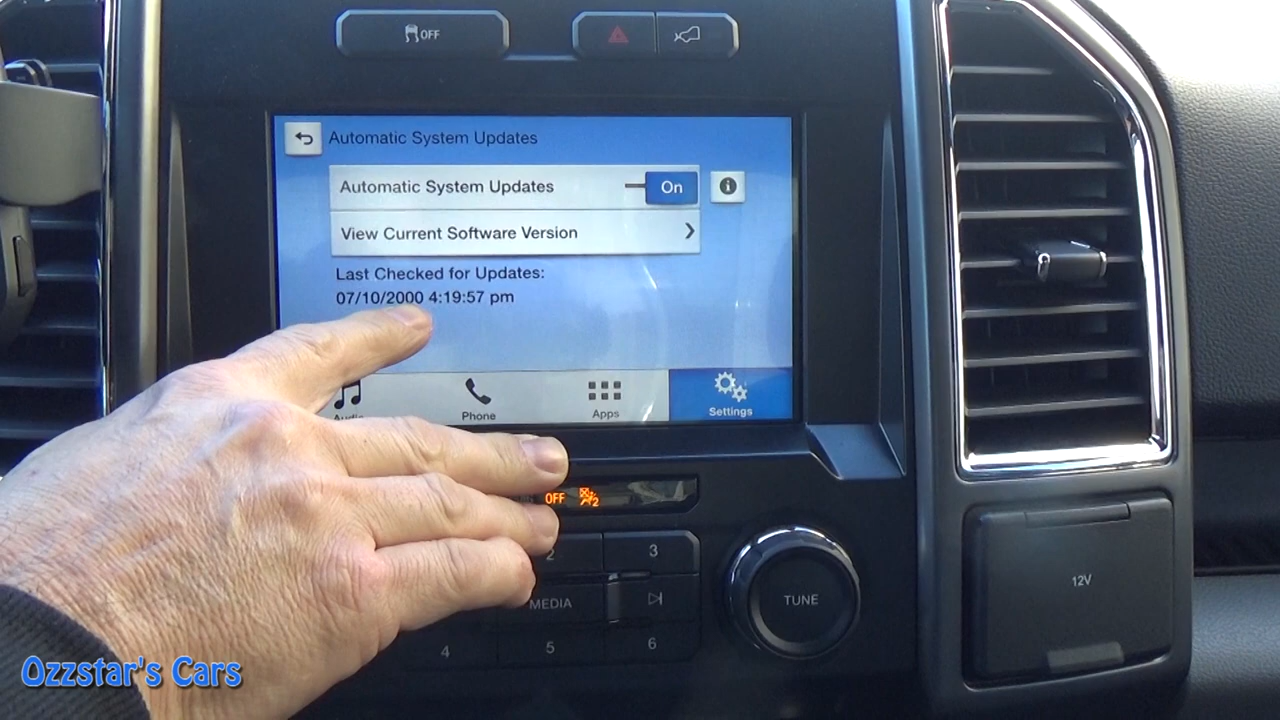 OFF
Automatic System Updates
Automatic System Updates On
View Current Software Version
Last Checked for Updates:
07/10/2000 4:19:57 pm
Audio Phone Apps Settings
OFF 2
2 3
MEDIA
TUNE
4 5 6
12V
Ozzstar's Cars